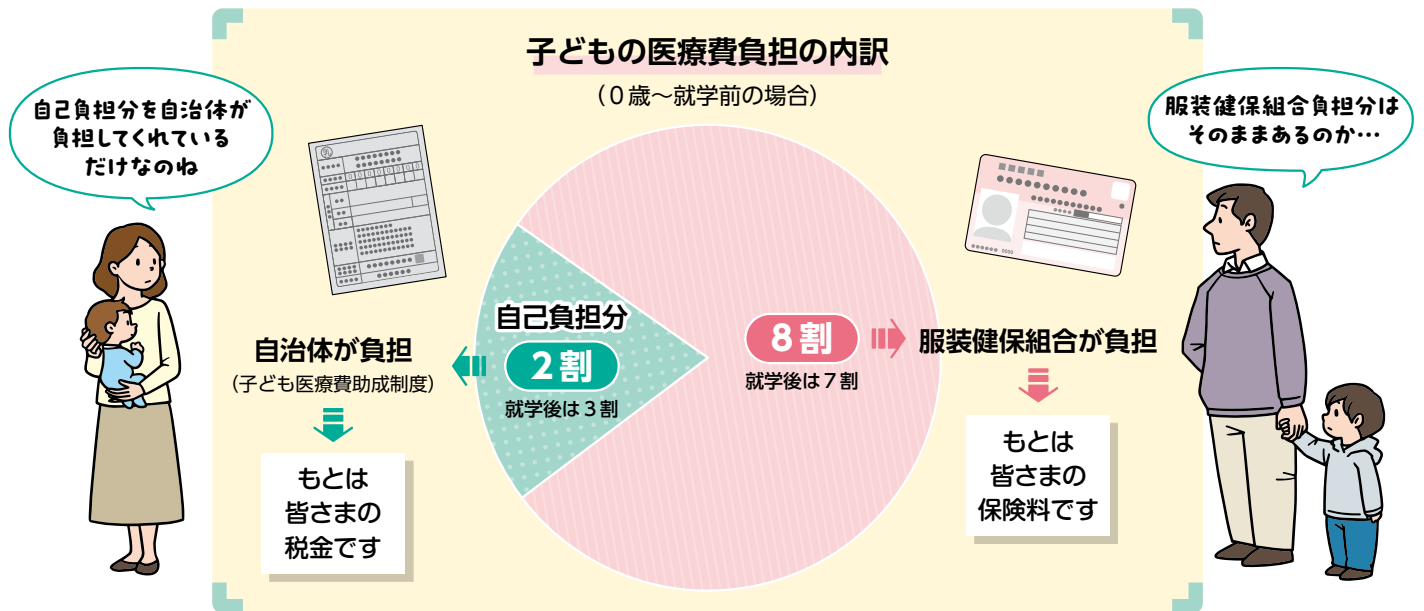 子どもの医療費負担の内訳
（０歳～就学前の場合）
自己負担分を自治体が
負担してくれている
だけなのね
服装健保組合負担分は
そのままあるのか…
自己負担分
2割
就学後は３割
自治体が負担
（子ども医療費助成制度）
もとは
皆さまの
税金です
8割
就学後は７割
服装健保組合が負担
もとは
皆さまの
保険料です